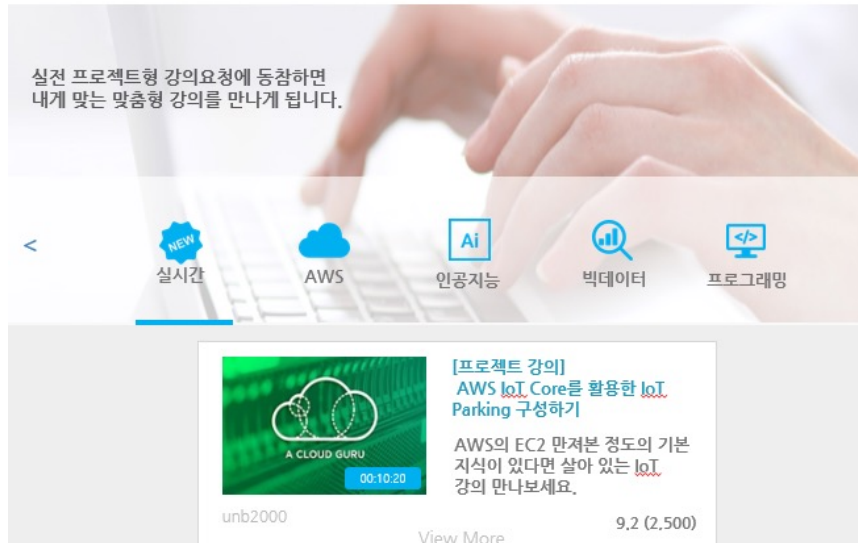 실전 프로젝트형 강의요청에 동참하면
내게 맞는 맞춤형 강의를 만나게 됩니다.
<
NEW
Ai
</>
실시간
AWS
인공지능
빅데이터
프로그래밍
[프로젝트 강의]
AWS IoT Core를 활용한 IoT
Parking 구성하기
A CLOUD GURU
00:10:20
AWS의 EC2 만져본 정도의 기본
지식이 있다면 살아 있는 IoT
강의 만나보세요.
unb2000
9.2 (2,500)
View More